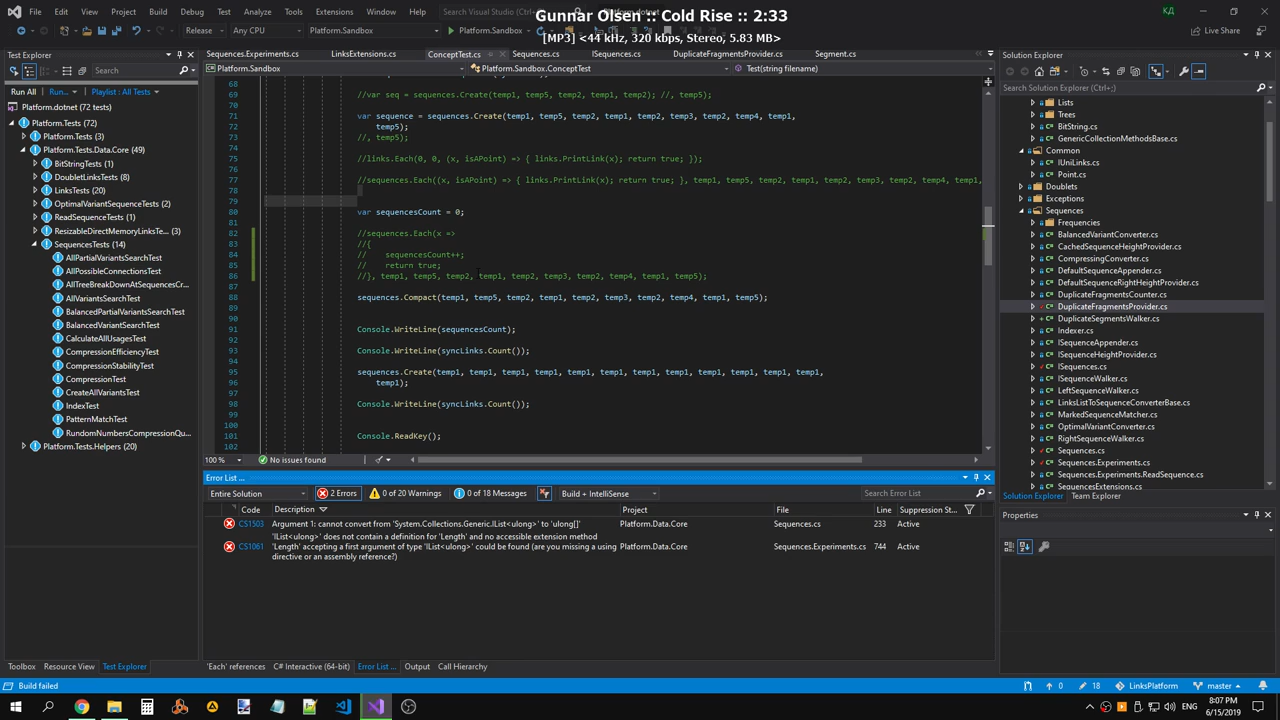 Gunnar Olsen :: Cold Rise :: 2:33
[MP3] <44 kHz, 320 kbps, Stereo, 5.83 MB>
File Edit View Project Build Debug Test Analyze Tools Extensions Window Help Search Visual Studio (Ctrl+Q) Platform.dotnet КД
Release Any CPU Platform.Sandbox Platform.Sandbox Live Share
Test Explorer
Search
Run All Run... Playlist : All Tests
Platform.dotnet (72 tests)
Platform.Tests (72)
Platform.Tests (3)
Platform.Tests.Data.Core (49)
BitStringTests (1)
DoubletLinksTests (8)
LinksTests (20)
OptimalVariantSequenceTests (2)
ReadSequenceTests (1)
ResizableDirectMemoryLinksTe... (3)
SequencesTests (14)
AllPartialVariantsSearchTest
AllPossibleConnectionsTest
AllTreeBreakDownAtSequencesCr...
AllVariantsSearchTest
BalancedPartialVariantsSearchTest
BalancedVariantSearchTest
CalculateAllUsagesTest
CompressionEfficiencyTest
CompressionStabilityTest
CompressionTest
CreateAllVariantsTest
IndexTest
PatternMatchTest
RundomNumbersCompressionQu...
Platform.Tests.Helpers (20)
Sequences.Experiments.cs LinksExtensions.cs ConceptTest.cs Sequences.cs ISequences.cs DuplicateFragmentsProvider.cs Segment.cs
Platform.Sandbox Platform.Sandbox.ConceptTest Test(string filename)
68
69 //var seq = sequences.Create(temp1, temp5, temp2, temp1, temp2); //, temp5);
70
71 var sequence = sequences.Create(temp1, temp5, temp2, temp1, temp2, temp3, temp2, temp4, temp1,
72 temp5);
73 //, temp5);
74
75 //links.Each(0, 0, (x, isAPoint) => { links.PrintLink(x); return true; });
76
77 //sequences.Each((x, isAPoint) => { links.PrintLink(x); return true; }, temp1, temp5, temp2, temp1, temp2, temp3, temp2, temp4, temp1,
78
79
80 var sequencesCount = 0;
81
82 //sequences.Each(x =>
83 //{
84 // sequencesCount++;
85 // return true;
86 //}, temp1, temp5, temp2, temp1, temp2, temp3, temp2, temp4, temp1, temp5);
87
88 sequences.Compact(temp1, temp5, temp2, temp1, temp2, temp3, temp2, temp4, temp1, temp5);
89
90
91 Console.WriteLine(sequencesCount);
92
93 Console.WriteLine(syncLinks.Count());
94
95 sequences.Create(temp1, temp1, temp1, temp1, temp1, temp1, temp1, temp1, temp1, temp1, temp1,
96 temp1);
97
98 Console.WriteLine(syncLinks.Count());
99
100
101 Console.ReadKey();
102
100 % No issues found
Error List ...
Entire Solution 2 Errors 0 of 20 Warnings 0 of 18 Messages Build + IntelliSense Search Error List
Code Description Project File Line Suppression St...
CS1503 Argument 1: cannot convert from 'System.Collections.Generic.IList<ulong>' to 'ulong[]' Platform.Data.Core Sequences.cs 233 Active
CS1061 'IList<ulong>' does not contain a definition for 'Length' and no accessible extension method
'Length' accepting a first argument of type 'IList<ulong>' could be found (are you missing a using Platform.Data.Core Sequences.Experiments.cs 744 Active
directive or an assembly reference?)
Solution Explorer
Search Solution Explorer (Ctrl+;)
Lists
Trees
BitString.cs
GenericCollectionMethodsBase.cs
Common
IUniLinks.cs
Point.cs
Doublets
Exceptions
Sequences
Frequencies
BalancedVariantConverter.cs
CachedSequenceHeightProvider.cs
CompressingConverter.cs
DefaultSequenceAppender.cs
DefaultSequenceRightHeightProvider.cs
DuplicateFragmentsCounter.cs
DuplicateFragmentsProvider.cs
DuplicateSegmentsWalker.cs
Indexer.cs
ISequenceAppender.cs
ISequenceHeightProvider.cs
ISequences.cs
ISequenceWalker.cs
LeftSequenceWalker.cs
LinksListToSequenceConverterBase.cs
MarkedSequenceMatcher.cs
OptimalVariantConverter.cs
RightSequenceWalker.cs
Sequences.cs
Sequences.Experiments.cs
Sequences.Experiments.ReadSequence.cs
SequencesExtensions.cs
Solution Explorer Team Explorer
Properties
Toolbox Resource View Test Explorer 'Each' references C# Interactive (64-bit) Error List ... Output Call Hierarchy
Build failed 0 18 LinksPlatform master
ENG 8:07 PM
6/15/2019